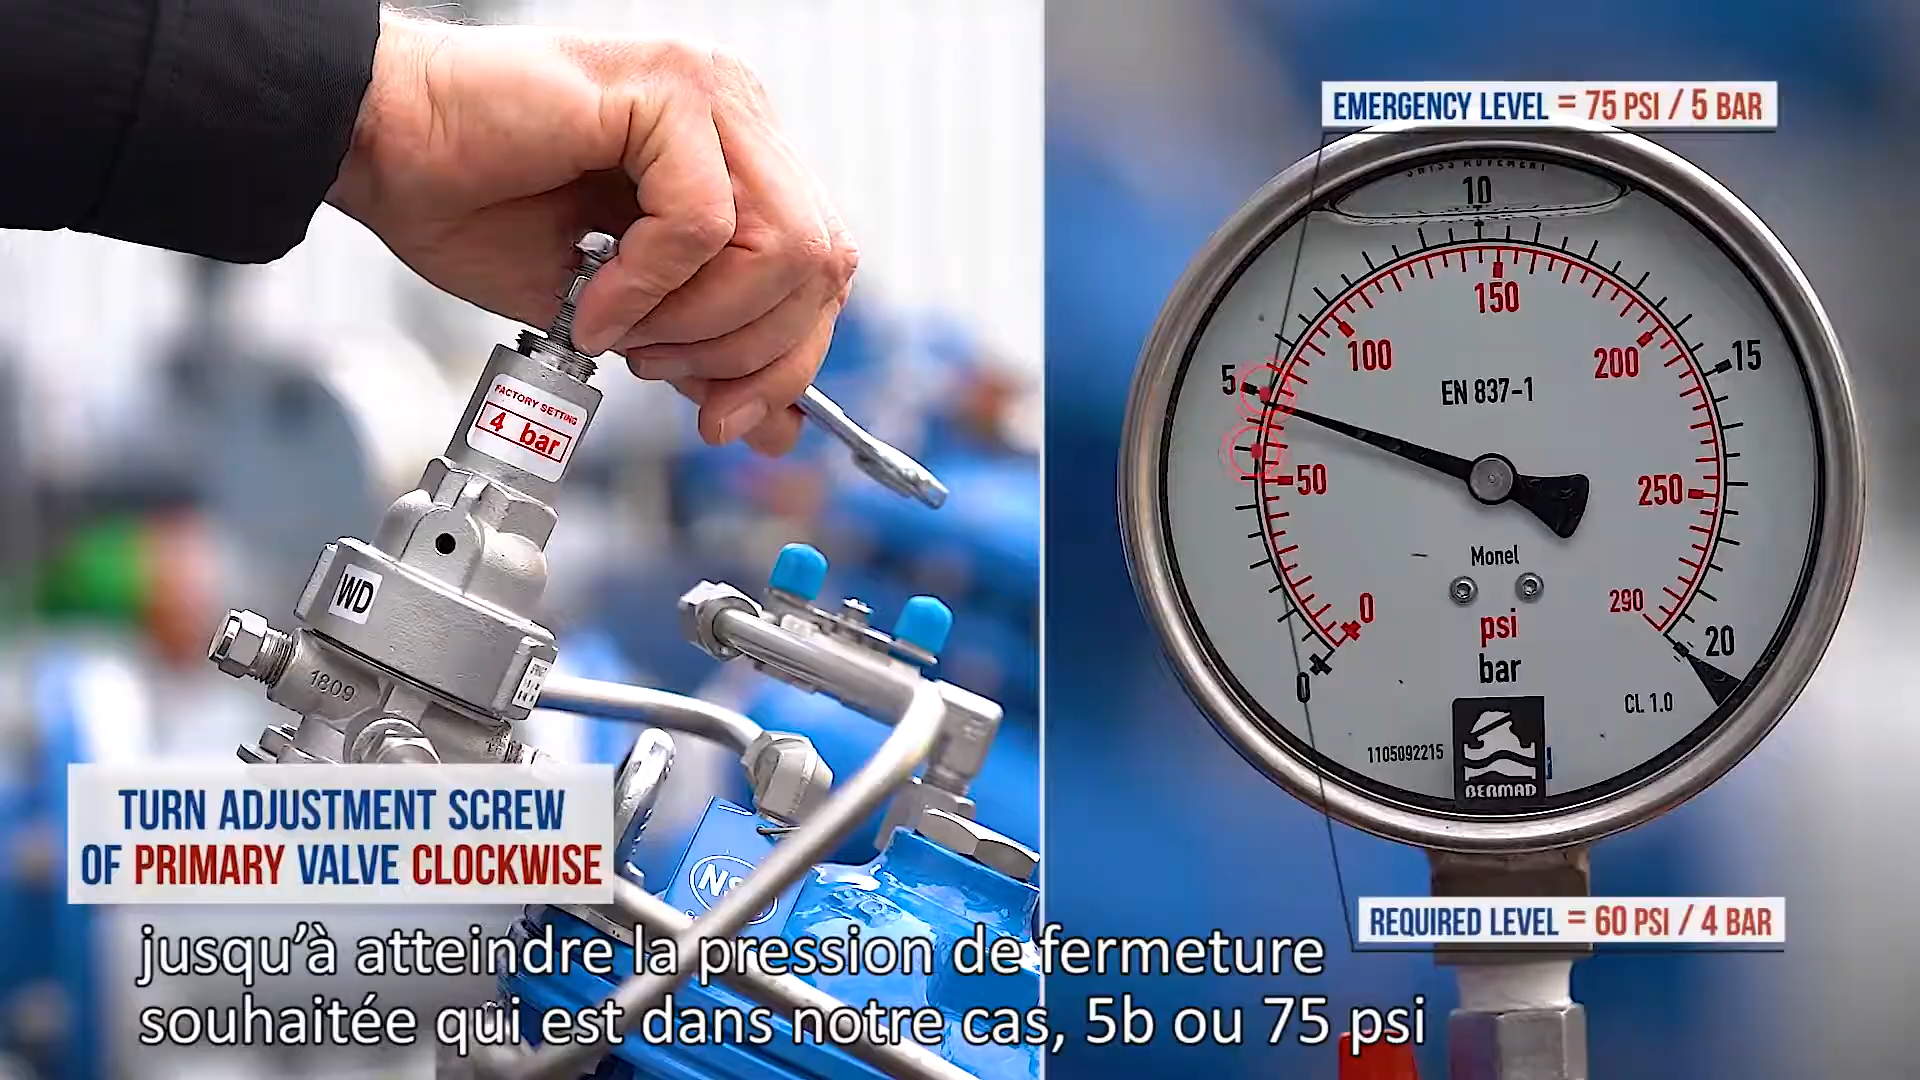 FACTORY SETTING
4 bar
WD
1809
TURN ADJUSTMENT SCREW
OF PRIMARY VALVE CLOCKWISE
EMERGENCY LEVEL = 75 PSI / 5 BAR
SWISS MOVEMENT
10
150
100
200
15
5
EN 837-1
50
250
Monel
0
290
psi
20
bar
0
CL 1.0
1105092215
BERMAD
REQUIRED LEVEL = 60 PSI / 4 BAR
jusqu’à atteindre la pression de fermeture
souhaitée qui est dans notre cas, 5b ou 75 psi